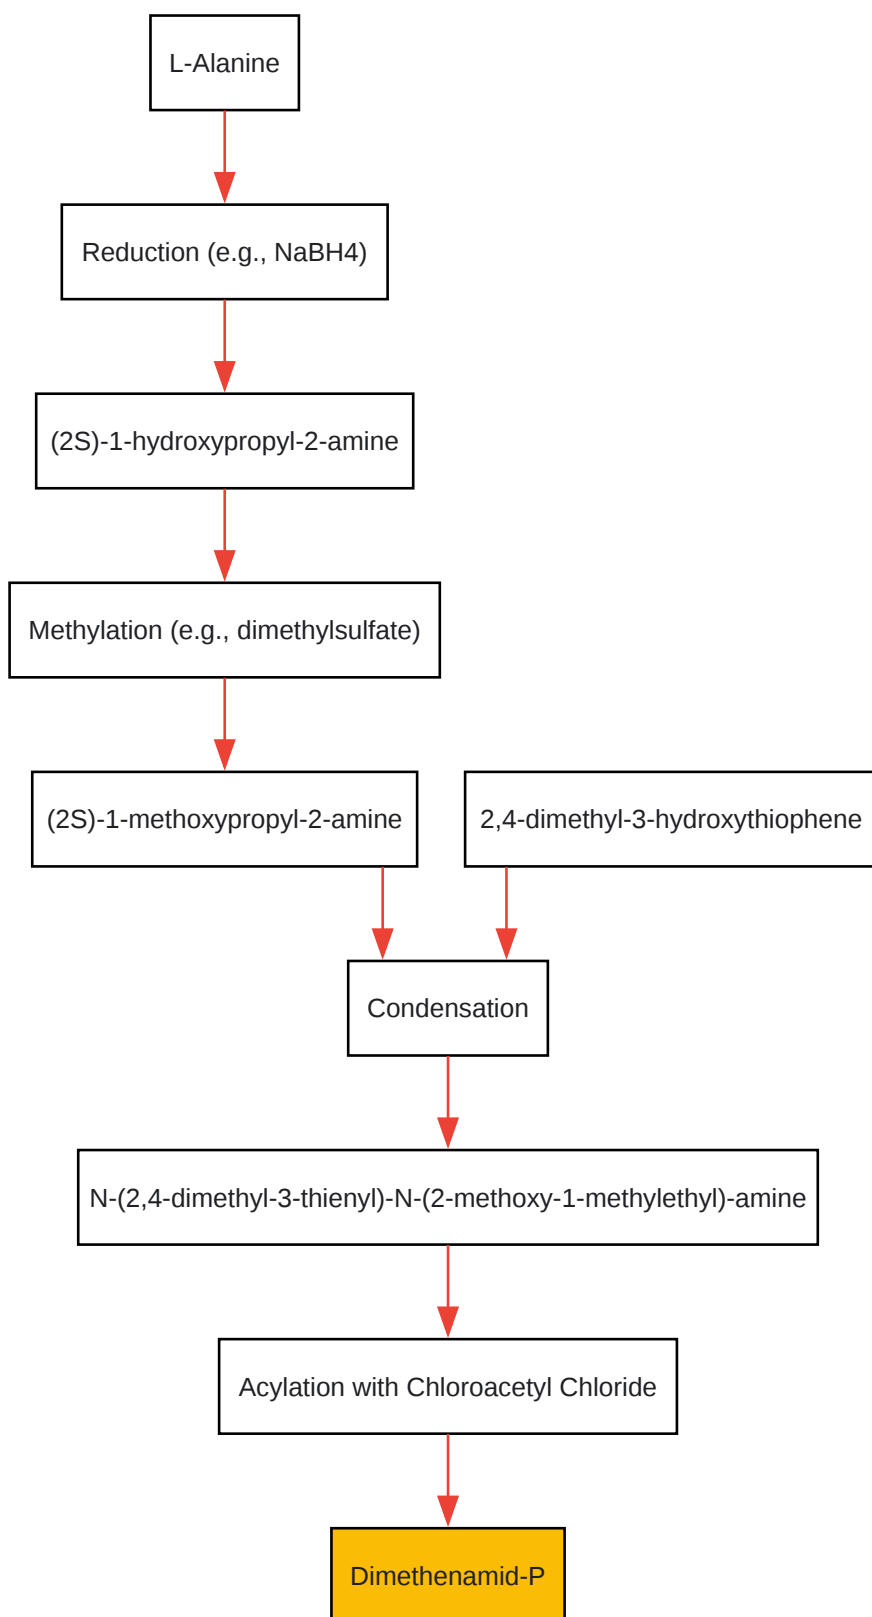 L-Alanine
Reduction (e.g., NaBH4)
(2S)-1-hydroxypropyl-2-amine
Methylation (e.g., dimethylsulfate)
(2S)-1-methoxypropyl-2-amine
2,4-dimethyl-3-hydroxythiophene
Condensation
N-(2,4-dimethyl-3-thienyl)-N-(2-methoxy-1-methylethyl)-amine
Acylation with Chloroacetyl Chloride
Dimethenamid-P